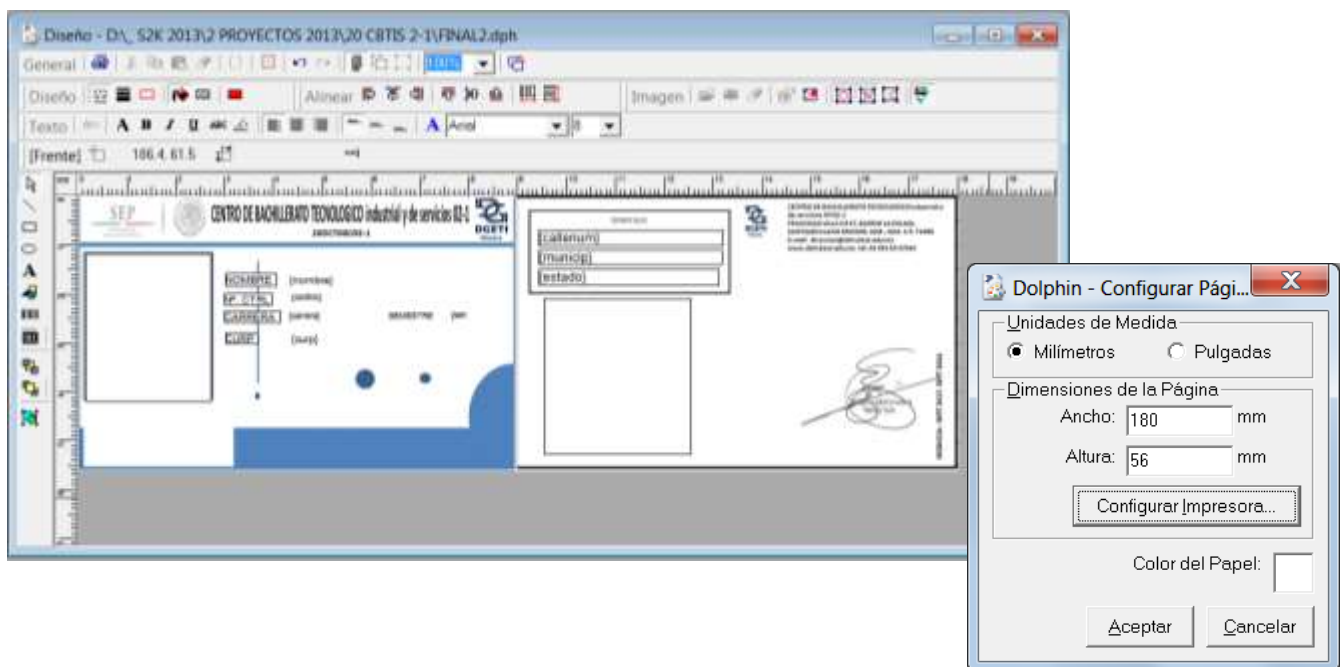 Diseño - D:\_ S2K 2013\2 PROYECTOS 2013\20 CBTIS 2-1\FINAL2.dph
General 100%
Diseño Alinear Imagen
Texto A Arial 8
[Frente] 186.4, 61.5
SEP
CENTRO DE BACHILLERATO TECNOLOGICO industrial y de servicios 02-1
DGETI
NOMBRE [nombre]
Nº CTRL
CARRERA SEMESTRE
CURP [curp]
[callenum]
[municip]
[estado]
DGETI
Dolphin - Configurar Pági...
Unidades de Medida
Milímetros Pulgadas
Dimensiones de la Página
Ancho: 180 mm
Altura: 56 mm
Configurar Impresora...
Color del Papel:
Aceptar Cancelar